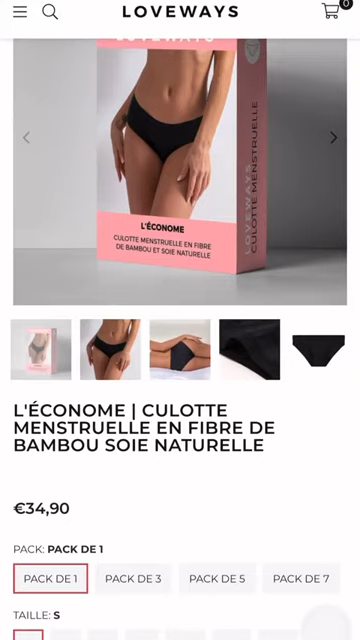 LOVEWAYS
0
L'ÉCONOME
CULOTTE MENSTRUELLE EN FIBRE
DE BAMBOU ET SOIE NATURELLE
LOVEWAYS
CULOTTE MENSTRUELLE
L'ÉCONOME | CULOTTE
MENSTRUELLE EN FIBRE DE
BAMBOU SOIE NATURELLE
€34,90
PACK: PACK DE 1
PACK DE 1 PACK DE 3 PACK DE 5 PACK DE 7
TAILLE: S